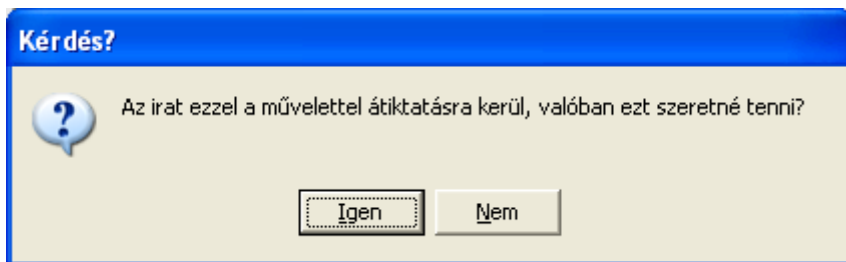 Kérdés?
Az irat ezzel a művelettel átiktatásra kerül, valóban ezt szeretné tenni?
Igen
Nem